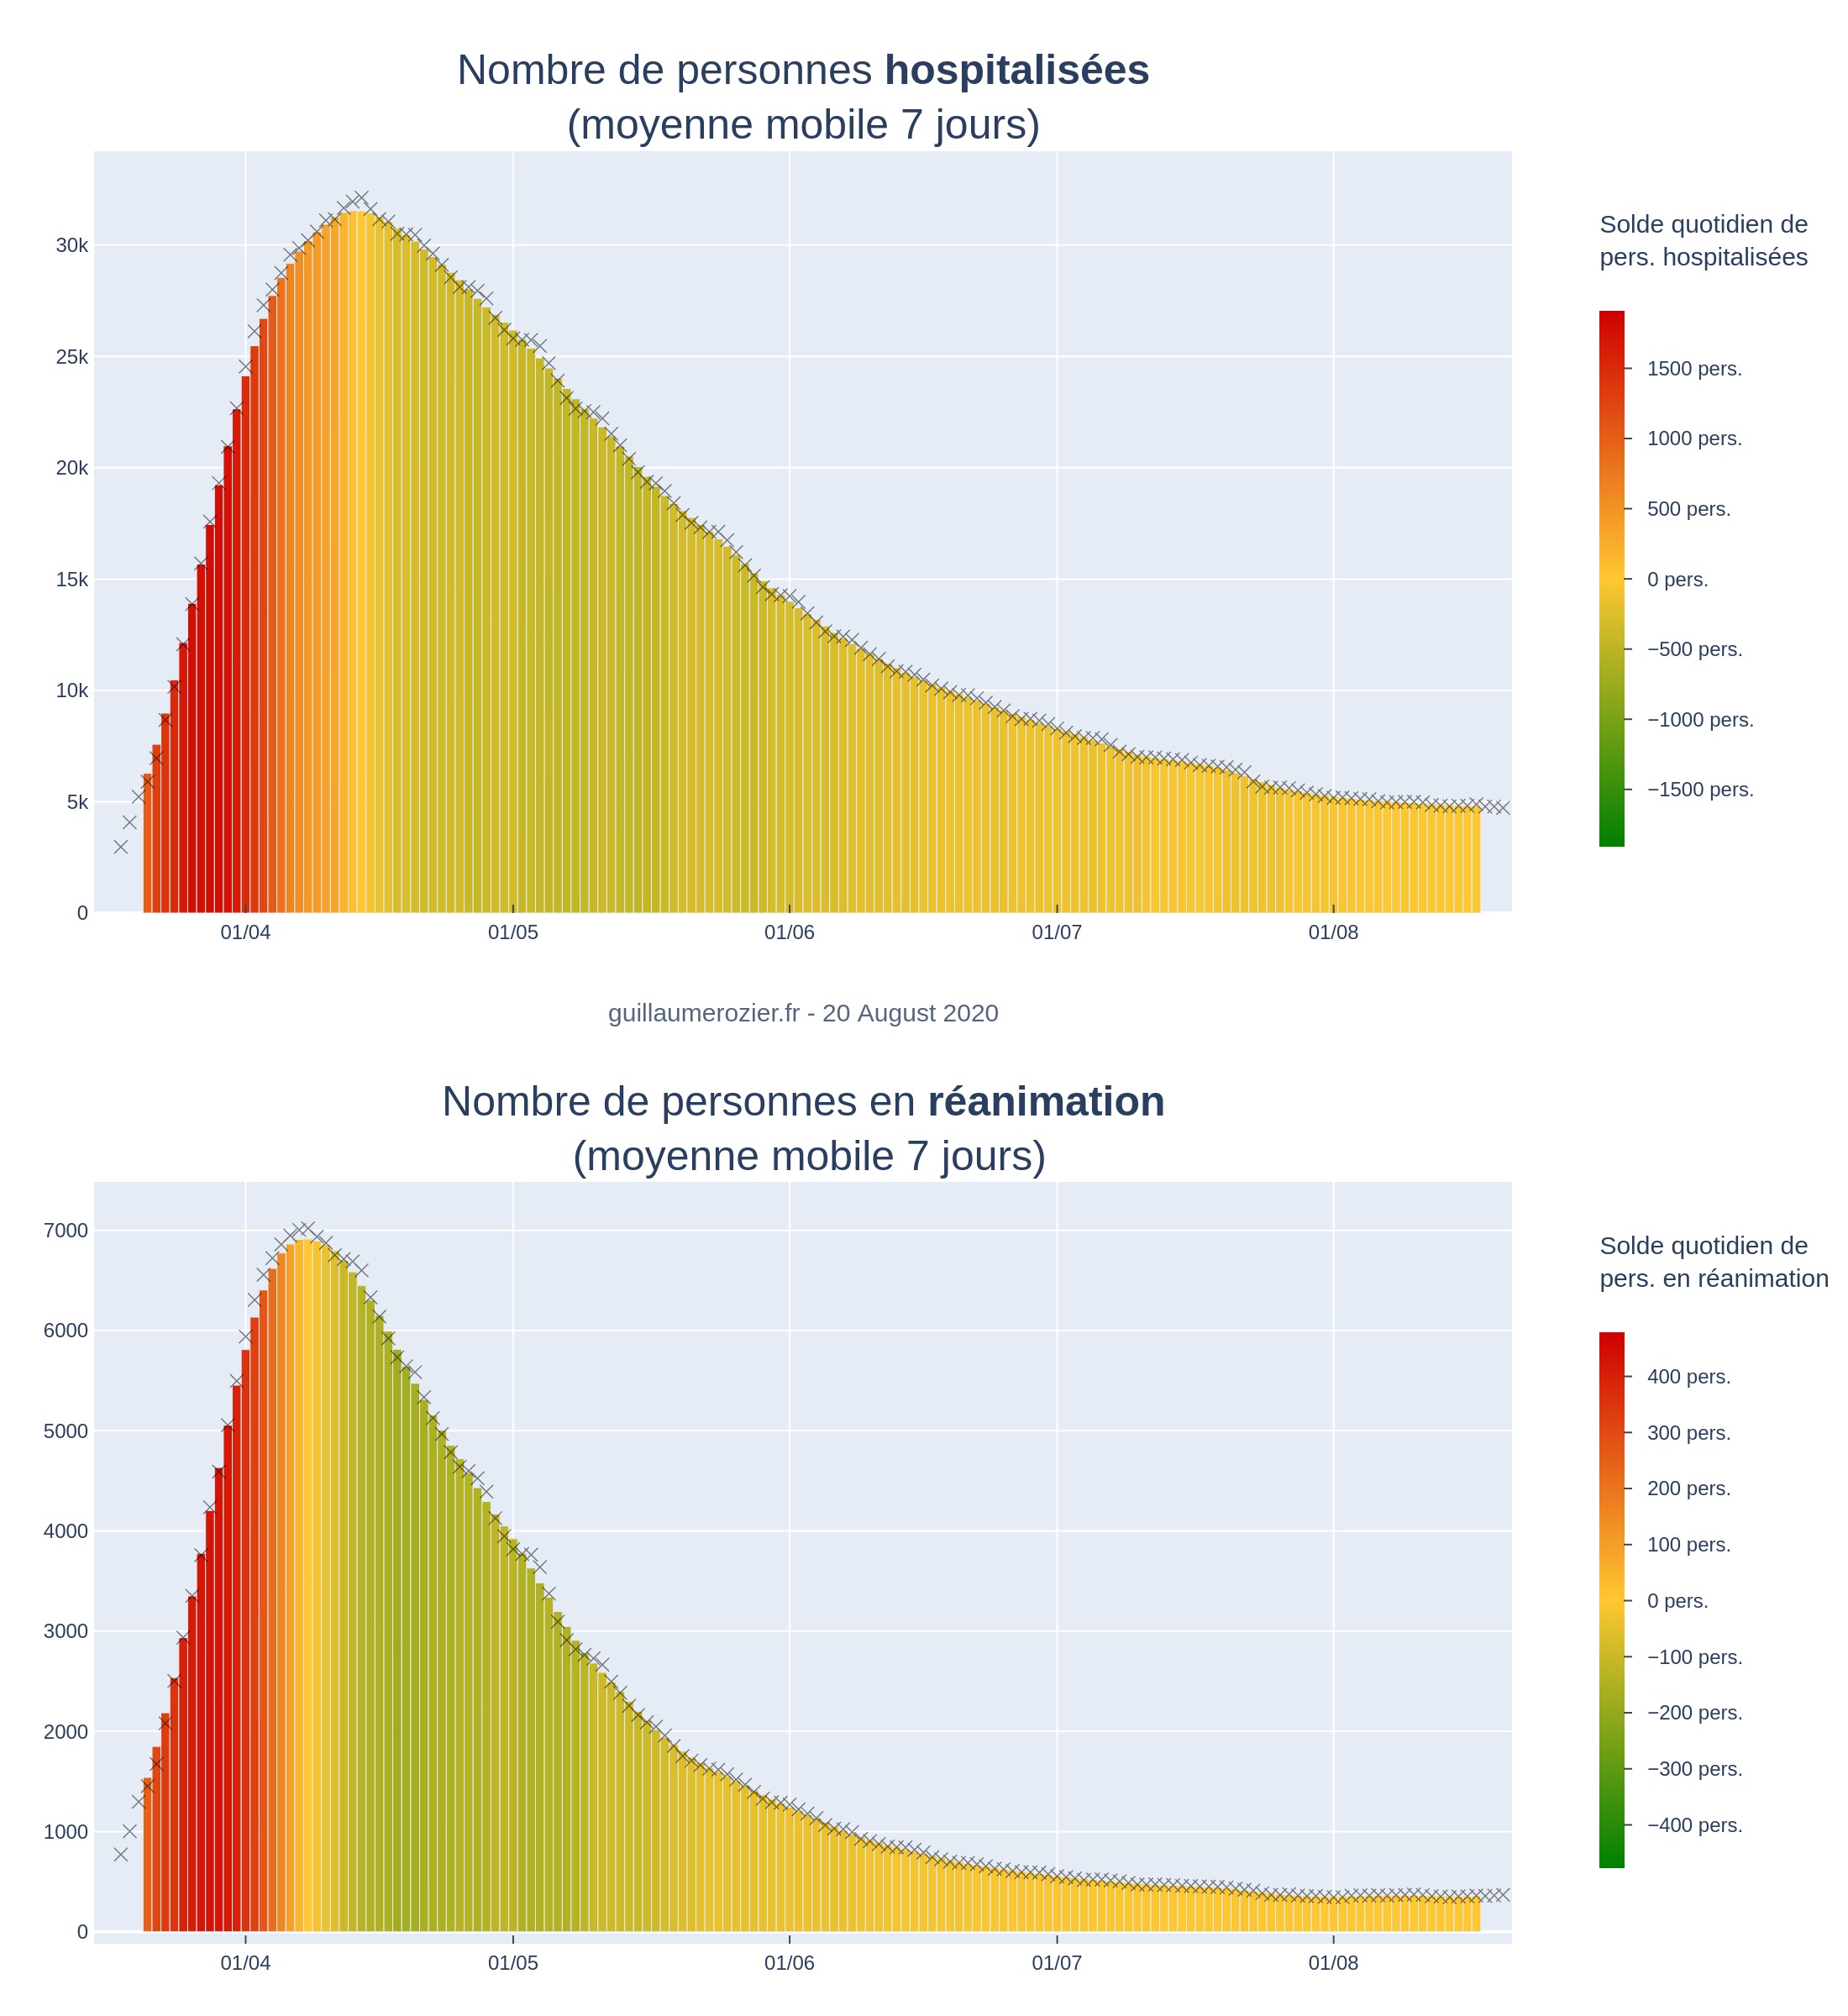 Nombre de personnes hospitalisées
(moyenne mobile 7 jours)
Solde quotidien de
pers. hospitalisées
30k
25k
20k
15k
10k
5k
0
1500 pers.
1000 pers.
500 pers.
0 pers.
−500 pers.
−1000 pers.
−1500 pers.
01/04
01/05
01/06
01/07
01/08
guillaumerozier.fr - 20 August 2020
Nombre de personnes en réanimation
(moyenne mobile 7 jours)
Solde quotidien de
pers. en réanimation
7000
6000
5000
4000
3000
2000
1000
0
400 pers.
300 pers.
200 pers.
100 pers.
0 pers.
−100 pers.
−200 pers.
−300 pers.
−400 pers.
01/04
01/05
01/06
01/07
01/08